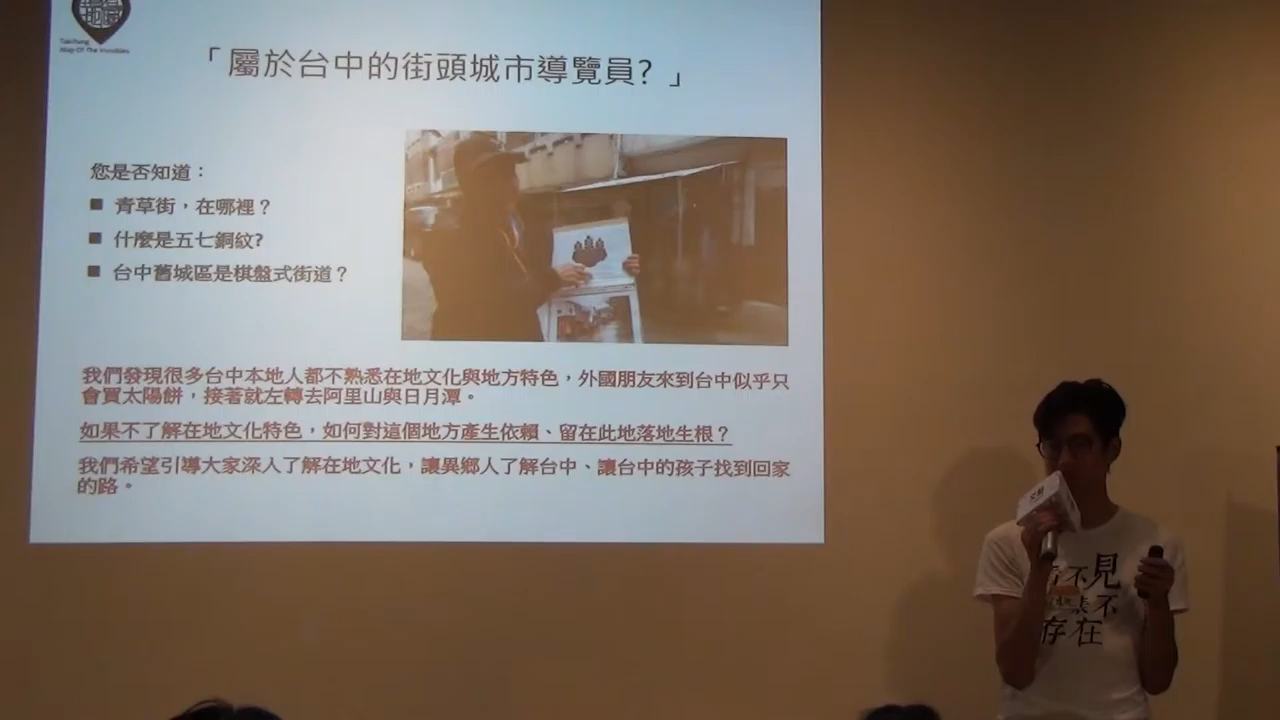 Taichung
Map Of The Invisibles
「屬於台中的街頭城市導覽員? 」
您是否知道：
■ 青草街，在哪裡？
■ 什麼是五七銅紋?
■ 台中舊城區是棋盤式街道？
我們發現很多台中本地人都不熟悉在地文化與地方特色，外國朋友來到台中似乎只
會買太陽餅，接著就左轉去阿里山與日月潭。
如果不了解在地文化特色，如何對這個地方產生依賴、留在此地落地生根？
我們希望引導大家深入了解在地文化，讓異鄉人了解台中、讓台中的孩子找到回家
的路。
不見
不
存在